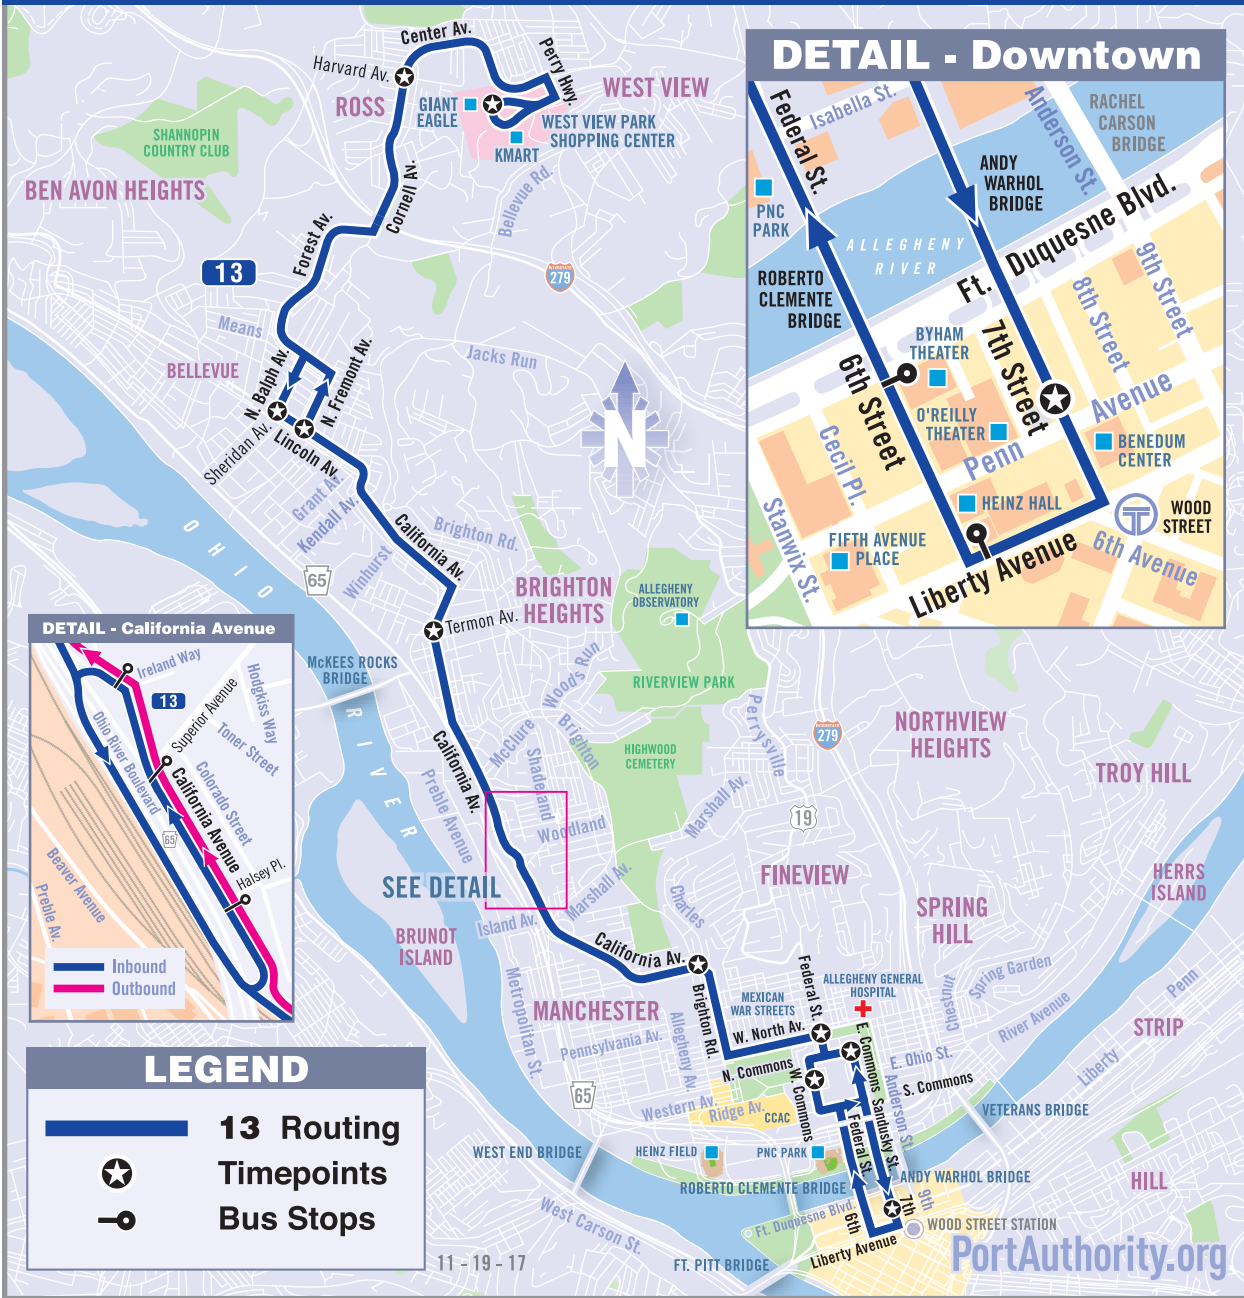 Center Av.
Harvard Av.
Perry Hwy.
ROSS
GIANT
EAGLE
WEST VIEW
WEST VIEW PARK
SHOPPING CENTER
KMART
SHANNOPIN
COUNTRY CLUB
BEN AVON HEIGHTS
Cornell Av.
Bellevue Rd.
Forest Av.
13
279
Means
BELLEVUE
N. Balph Av.
N. Fremont Av.
Jacks Run
Sheridan Av.
Lincoln Av.
Grant Av.
Kendall Av.
N
California Av.
Brighton Rd.
Winhurst
65
BRIGHTON
HEIGHTS
ALLEGHENY
OBSERVATORY
Termon Av.
OHIO
RIVER
McKEES ROCKS
BRIDGE
Wood's Run
RIVERVIEW PARK
McClure
Brighton
Shadeland
HIGHWOOD
CEMETERY
Perrysville
279
NORTHVIEW
HEIGHTS
TROY HILL
California Av.
Preble Avenue
Woodland
Marshall Av.
19
SEE DETAIL
Marshall Av.
Island Av.
Charles
FINEVIEW
SPRING
HILL
HERRS
ISLAND
BRUNOT
ISLAND
California Av.
Metropolitan St.
MANCHESTER
Brighton Rd.
MEXICAN
WAR STREETS
Federal St.
ALLEGHENY GENERAL
HOSPITAL
Chestnut
Spring Garden
River Avenue
Penn
STRIP
Liberty
Pennsylvania Av.
Allegheny Av.
W. North Av.
N. Commons
W. Commons
E. Commons
E. Ohio St.
S. Commons
65
Western Av.
Ridge Av.
CCAC
Federal St.
Sandusky St.
Anderson St.
VETERANS BRIDGE
WEST END BRIDGE
HEINZ FIELD
PNC PARK
ROBERTO CLEMENTE BRIDGE
ANDY WARHOL BRIDGE
HILL
West Carson St.
Ft. Duquesne Blvd.
6th
7th
9th
WOOD STREET STATION
Liberty Avenue
FT. PITT BRIDGE
11 - 19 - 17
PortAuthority.org
DETAIL - Downtown
Federal St.
Isabella St.
Anderson St.
RACHEL
CARSON
BRIDGE
ANDY
WARHOL
BRIDGE
PNC
PARK
ALLEGHENY
RIVER
Ft. Duquesne Blvd.
ROBERTO
CLEMENTE
BRIDGE
9th Street
8th Street
BYHAM
THEATER
7th Street
6th Street
O'REILLY
THEATER
Penn Avenue
BENEDUM
CENTER
Cecil Pl.
HEINZ HALL
WOOD
STREET
Stanwix St.
FIFTH AVENUE
PLACE
Liberty Avenue
6th Avenue
DETAIL - California Avenue
Ireland Way
13
Hodgkiss Way
Superior Avenue
Toner Street
Ohio River Boulevard
California Avenue
Colorado Street
65
Halsey Pl.
Beaver Avenue
Preble Av.
Inbound
Outbound
LEGEND
13 Routing
Timepoints
Bus Stops